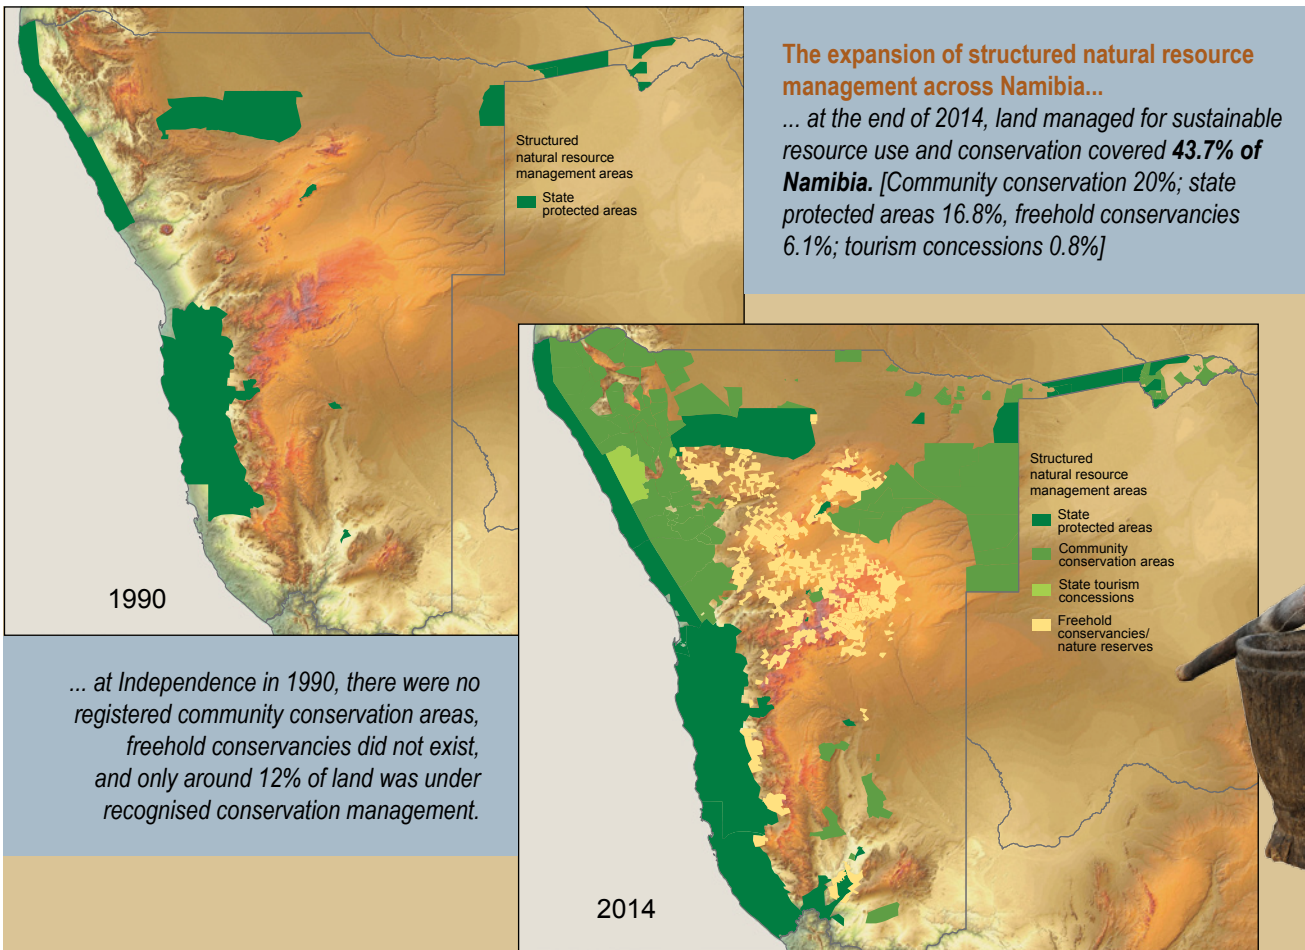 Structured
natural resource
management areas
State
protected areas
1990
The expansion of structured natural resource
management across Namibia...
... at the end of 2014, land managed for sustainable
resource use and conservation covered 43.7% of
Namibia. [Community conservation 20%; state
protected areas 16.8%, freehold conservancies
6.1%; tourism concessions 0.8%]
... at Independence in 1990, there were no
registered community conservation areas,
freehold conservancies did not exist,
and only around 12% of land was under
recognised conservation management.
Structured
natural resource
management areas
State
protected areas
Community
conservation areas
State tourism
concessions
Freehold
conservancies/
nature reserves
2014